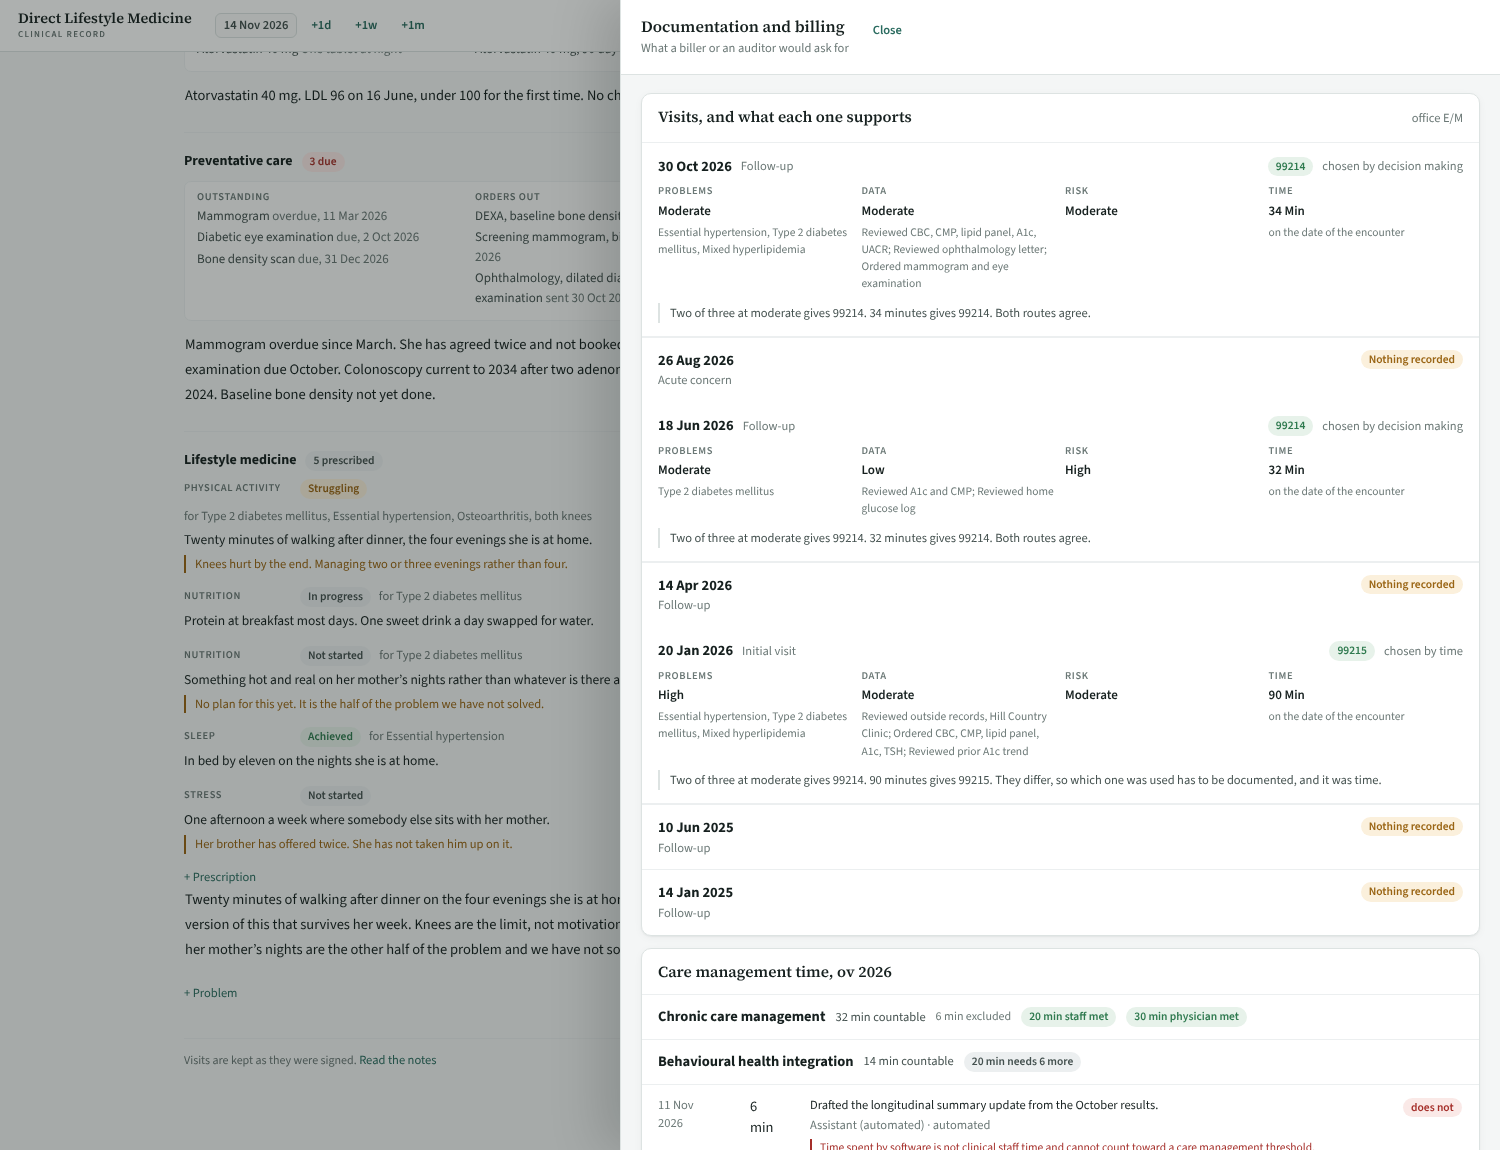 Direct Lifestyle Medicine
CLINICAL RECORD
14 Nov 2026 +1d +1w +1m
Atorvastatin 40 mg. LDL 96 on 16 June, under 100 for the first time. No ch
Preventative care 3 due
OUTSTANDING
Mammogram overdue, 11 Mar 2026
Diabetic eye examination due, 2 Oct 2026
Bone density scan due, 31 Dec 2026
ORDERS OUT
DEXA, baseline bone densit
Screening mammogram, b
2026
Ophthalmology, dilated dia
examination sent 30 Oct 20
Mammogram overdue since March. She has agreed twice and not booked
examination due October. Colonoscopy current to 2034 after two adenom
2024. Baseline bone density not yet done.
Lifestyle medicine 5 prescribed
PHYSICAL ACTIVITY Struggling
for Type 2 diabetes mellitus, Essential hypertension, Osteoarthritis, both knees
Twenty minutes of walking after dinner, the four evenings she is at home.
Knees hurt by the end. Managing two or three evenings rather than four.
NUTRITION In progress for Type 2 diabetes mellitus
Protein at breakfast most days. One sweet drink a day swapped for water.
NUTRITION Not started for Type 2 diabetes mellitus
Something hot and real on her mother's nights rather than whatever is there a
No plan for this yet. It is the half of the problem we have not solved.
SLEEP Achieved for Essential hypertension
In bed by eleven on the nights she is at home.
STRESS Not started
One afternoon a week where somebody else sits with her mother.
Her brother has offered twice. She has not taken him up on it.
+ Prescription
Twenty minutes of walking after dinner on the four evenings she is at hor
version of this that survives her week. Knees are the limit, not motivation
her mother's nights are the other half of the problem and we have not so
+ Problem
Visits are kept as they were signed. Read the notes
Documentation and billing Close
What a biller or an auditor would ask for
Visits, and what each one supports office E/M
30 Oct 2026 Follow-up 99214 chosen by decision making
PROBLEMS DATA RISK TIME
Moderate Moderate Moderate 34 Min
Essential hypertension, Type 2 diabetes
mellitus, Mixed hyperlipidemia
Reviewed CBC, CMP, lipid panel, A1c,
UACR; Reviewed ophthalmology letter;
Ordered mammogram and eye
examination
on the date of the encounter
Two of three at moderate gives 99214. 34 minutes gives 99214. Both routes agree.
26 Aug 2026 Nothing recorded
Acute concern
18 Jun 2026 Follow-up 99214 chosen by decision making
PROBLEMS DATA RISK TIME
Moderate Low High 32 Min
Type 2 diabetes mellitus
Reviewed A1c and CMP; Reviewed home
glucose log
on the date of the encounter
Two of three at moderate gives 99214. 32 minutes gives 99214. Both routes agree.
14 Apr 2026 Nothing recorded
Follow-up
20 Jan 2026 Initial visit 99215 chosen by time
PROBLEMS DATA RISK TIME
High Moderate Moderate 90 Min
Essential hypertension, Type 2 diabetes
mellitus, Mixed hyperlipidemia
Reviewed outside records, Hill Country
Clinic; Ordered CBC, CMP, lipid panel,
A1c, TSH; Reviewed prior A1c trend
on the date of the encounter
Two of three at moderate gives 99214. 90 minutes gives 99215. They differ, so which one was used has to be documented, and it was time.
10 Jun 2025 Nothing recorded
Follow-up
14 Jan 2025 Nothing recorded
Follow-up
Care management time, ov 2026
Chronic care management 32 min countable 6 min excluded 20 min staff met 30 min physician met
Behavioural health integration 14 min countable 20 min needs 6 more
11 Nov
2026
6
min
Drafted the longitudinal summary update from the October results. does not
Assistant (automated) · automated
Time spent by software is not clinical staff time and cannot count toward a care management threshold